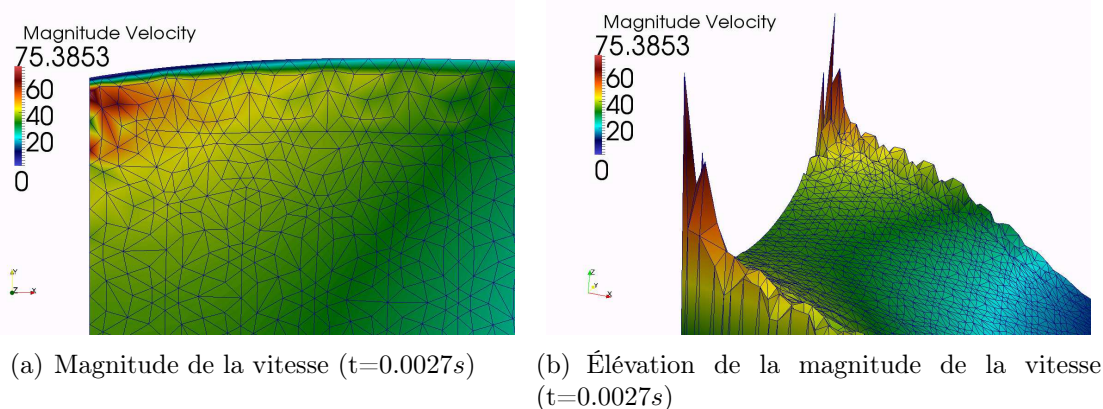 Magnitude Velocity
75.3853
60
40
20
0
Y
Z
X
Magnitude Velocity
75.3853
60
40
20
0
Z
Y
X
(a) Magnitude de la vitesse (t=0.0027s)
(b) Élévation de la magnitude de la vitesse
(t=0.0027s)